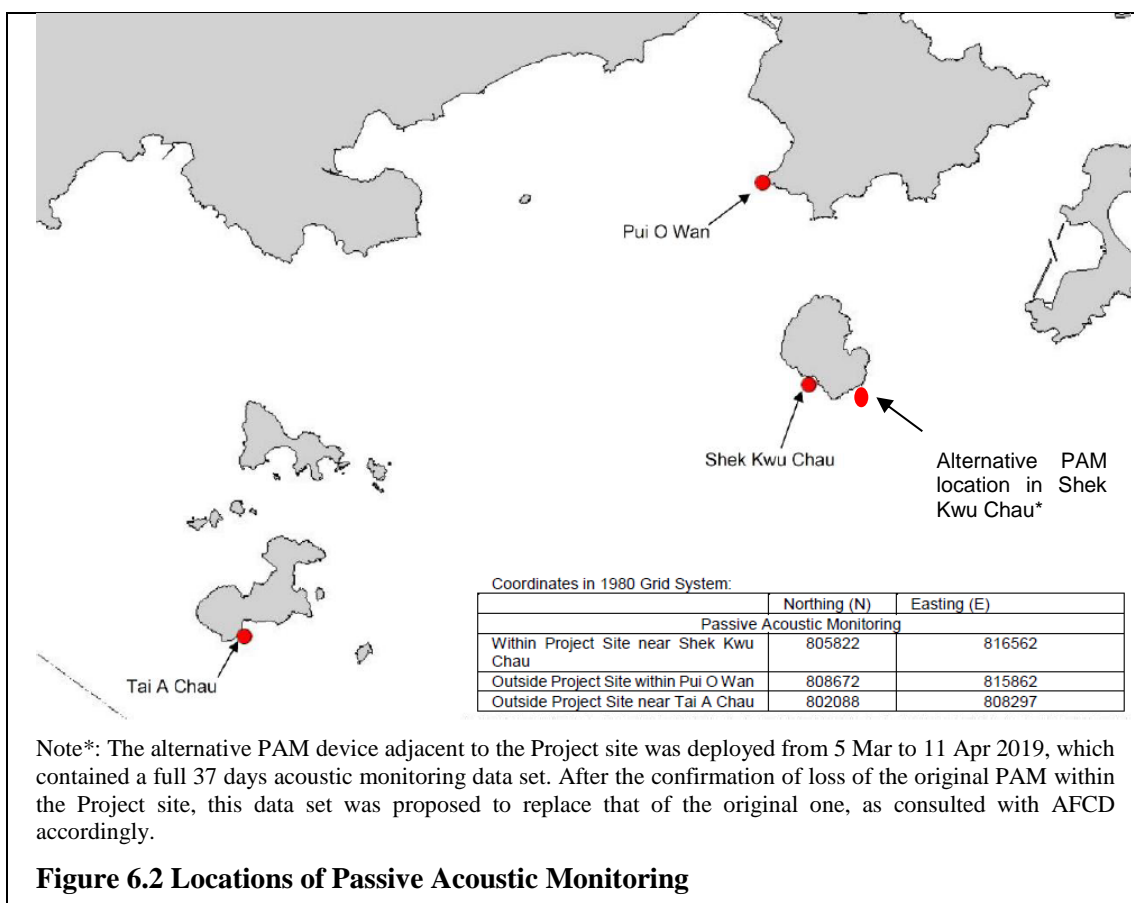 Pui O Wan
Shek Kwu Chau
Alternative PAM
location in Shek
Kwu Chau*
Tai A Chau
Coordinates in 1980 Grid System:
Northing (N) Easting (E)
Passive Acoustic Monitoring
Within Project Site near Shek Kwu
Chau 805822 816562
Outside Project Site within Pui O Wan 808672 815862
Outside Project Site near Tai A Chau 802088 808297
Note*: The alternative PAM device adjacent to the Project site was deployed from 5 Mar to 11 Apr 2019, which
contained a full 37 days acoustic monitoring data set. After the confirmation of loss of the original PAM within
the Project site, this data set was proposed to replace that of the original one, as consulted with AFCD
accordingly.
Figure 6.2 Locations of Passive Acoustic Monitoring